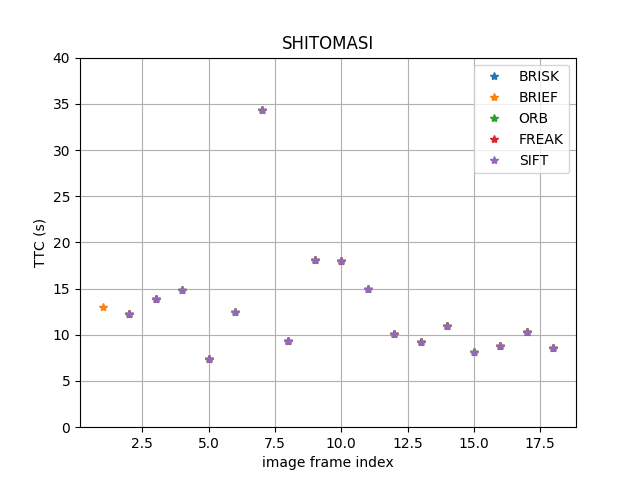 SHITOMASI
40
35
30
25
20
15
10
5
0
TTC (s)
BRISK
BRIEF
ORB
FREAK
SIFT
2.5 5.0 7.5 10.0 12.5 15.0 17.5
image frame index